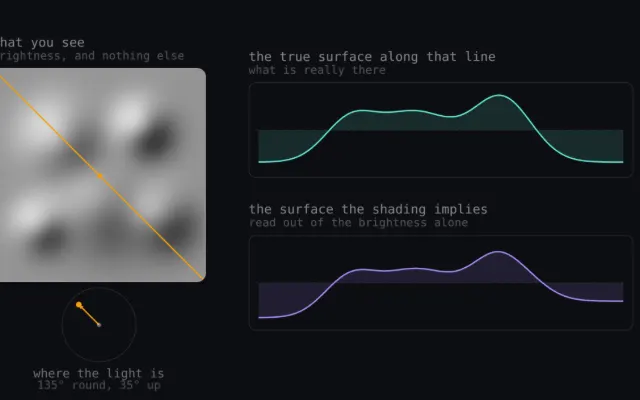 hat you see
rightness, and nothing else
the true surface along that line
what is really there
the surface the shading implies
read out of the brightness alone
where the light is
135° round, 35° up